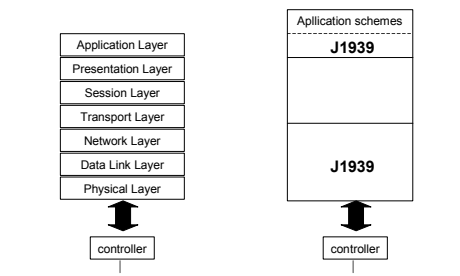 Application Layer
Presentation Layer
Session Layer
Transport Layer
Network Layer
Data Link Layer
Physical Layer
controller
Apllication schemes
J1939
J1939
controller